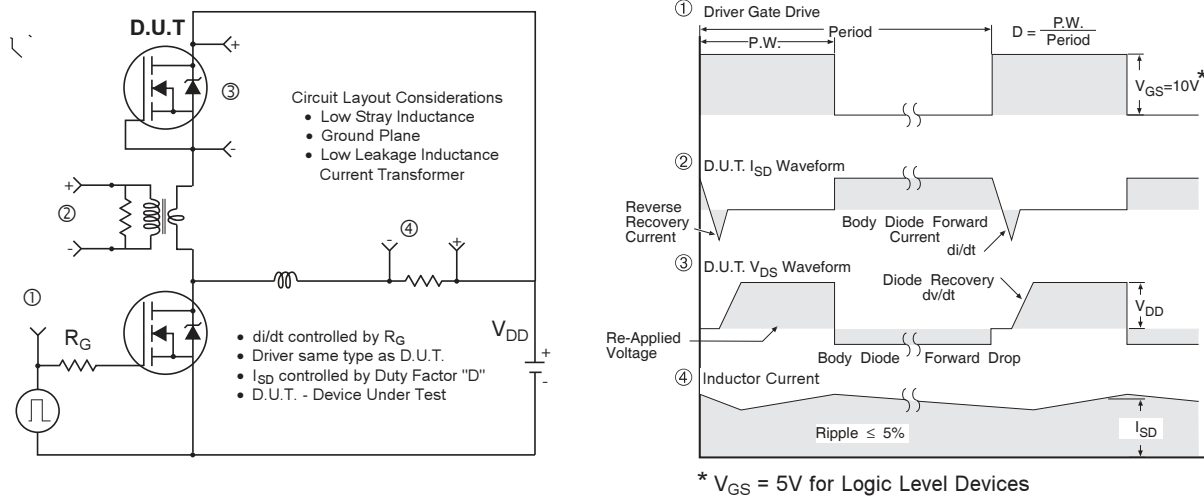 D.U.T
+
③
-
Circuit Layout Considerations
• Low Stray Inductance
• Ground Plane
• Low Leakage Inductance
Current Transformer
+
②
-
④
- +
①
R_G
V_DD
+
-
• di/dt controlled by R_G
• Driver same type as D.U.T.
• I_SD controlled by Duty Factor "D"
• D.U.T. - Device Under Test
① Driver Gate Drive
Period
P.W.
D = P.W. / Period
V_GS=10V *
② D.U.T. I_SD Waveform
Reverse
Recovery
Current
Body Diode Forward
Current
di/dt
③ D.U.T. V_DS Waveform
Diode Recovery
dv/dt
V_DD
Re-Applied
Voltage
Body Diode Forward Drop
④ Inductor Current
Ripple ≤ 5%
I_SD
* V_GS = 5V for Logic Level Devices